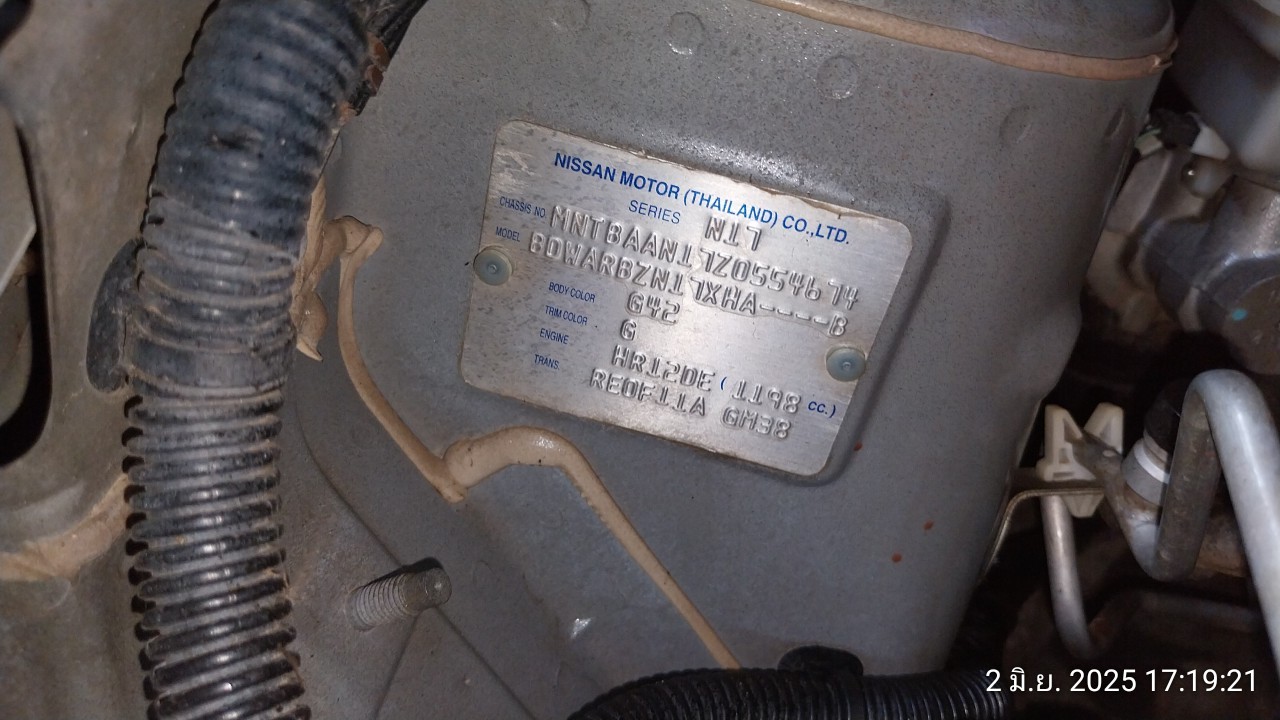 NISSAN MOTOR (THAILAND) CO.,LTD.
SERIES N17
CHASSIS NO. MNTBAAN17Z0554674
MODEL BDWARBZN17XHA----B
BODY COLOR G42
TRIM COLOR G
ENGINE HR12DE ( 1198 CC.)
TRANS. RE0F11A GM38
2 มิ.ย. 2025 17:19:21